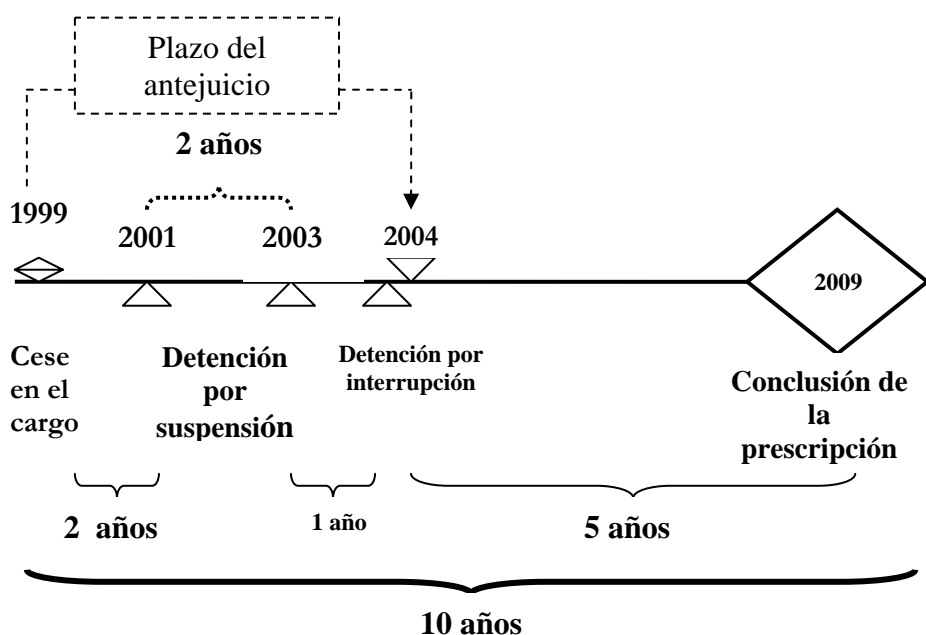 Plazo del
antejuicio
2 años
1999
2001
2003
2004
2009
Cese
en el
cargo
Detención
por
suspensión
Detención por
interrupción
Conclusión de
la
prescripción
2 años
1 año
5 años
10 años